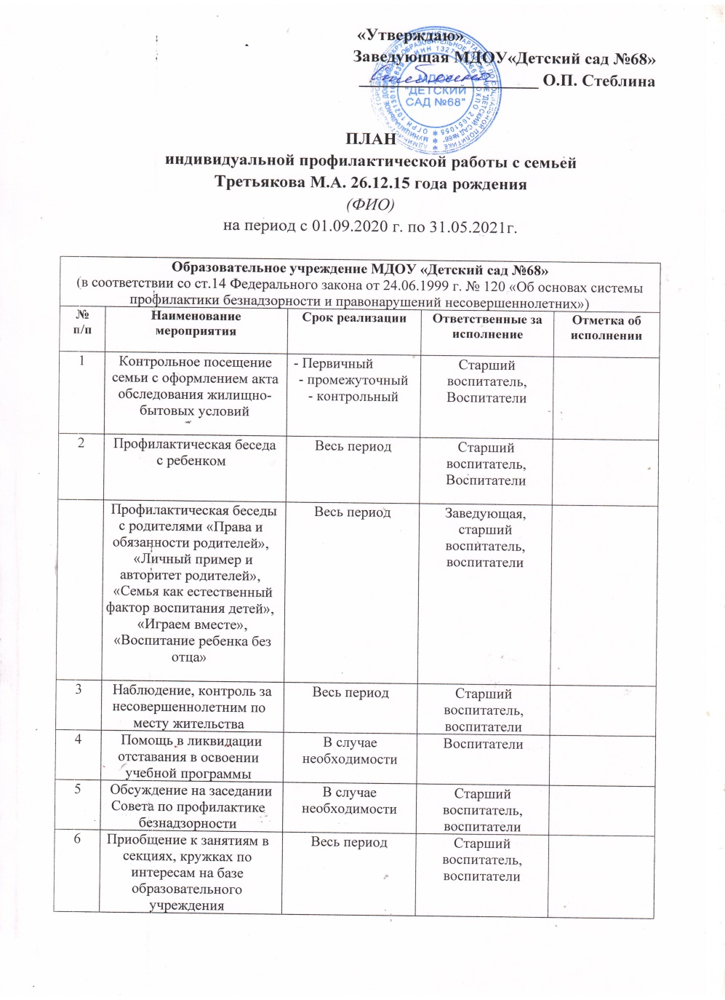 «Утверждаю»
Заведующая МДОУ«Детский сад №68»
О.П. Стеблина
МДОУ
"ДЕТСКИЙ
САД №68"
ПЛАН
индивидуальной профилактической работы с семьей
Третьякова М.А. 26.12.15 года рождения
(ФИО)
на период с 01.09.2020 г. по 31.05.2021г.
Образовательное учреждение МДОУ «Детский сад №68»
(в соответствии со ст.14 Федерального закона от 24.06.1999 г. № 120 «Об основах системы
профилактики безнадзорности и правонарушений несовершеннолетних»)
№
п/п
Наименование
мероприятия
Срок реализации
Ответственные за
исполнение
Отметка об
исполнении
1
Контрольное посещение
семьи с оформлением акта
обследования жилищно-
бытовых условий
- Первичный
- промежуточный
- контрольный
Старший
воспитатель,
Воспитатели
2
Профилактическая беседа
с ребенком
Весь период
Старший
воспитатель,
Воспитатели
Профилактическая беседы
с родителями «Права и
обязанности родителей»,
«Личный пример и
авторитет родителей»,
«Семья как естественный
фактор воспитания детей»,
«Играем вместе»,
«Воспитание ребенка без
отца»
Весь период
Заведующая,
старший
воспитатель,
воспитатели
3
Наблюдение, контроль за
несовершеннолетним по
месту жительства
Весь период
Старший
воспитатель,
воспитатели
4
Помощь в ликвидации
отставания в освоении
учебной программы
В случае
необходимости
Воспитатели
5
Обсуждение на заседании
Совета по профилактике
безнадзорности
В случае
необходимости
Старший
воспитатель,
воспитатели
6
Приобщение к занятиям в
секциях, кружках по
интересам на базе
образовательного
учреждения
Весь период
Старший
воспитатель,
воспитатели